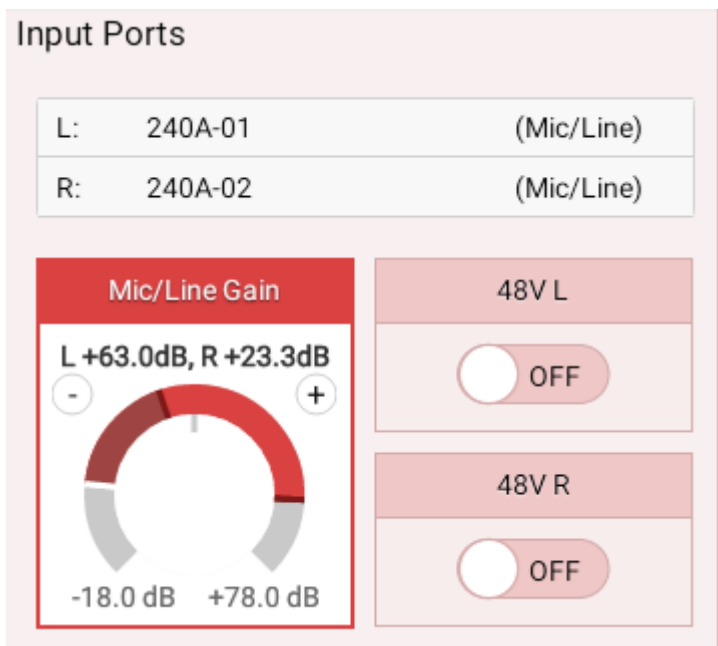 Input Ports
L: 240A-01 (Mic/Line)
R: 240A-02 (Mic/Line)
Mic/Line Gain
L +63.0dB, R +23.3dB
- +
-18.0 dB +78.0 dB
48V L
OFF
48V R
OFF